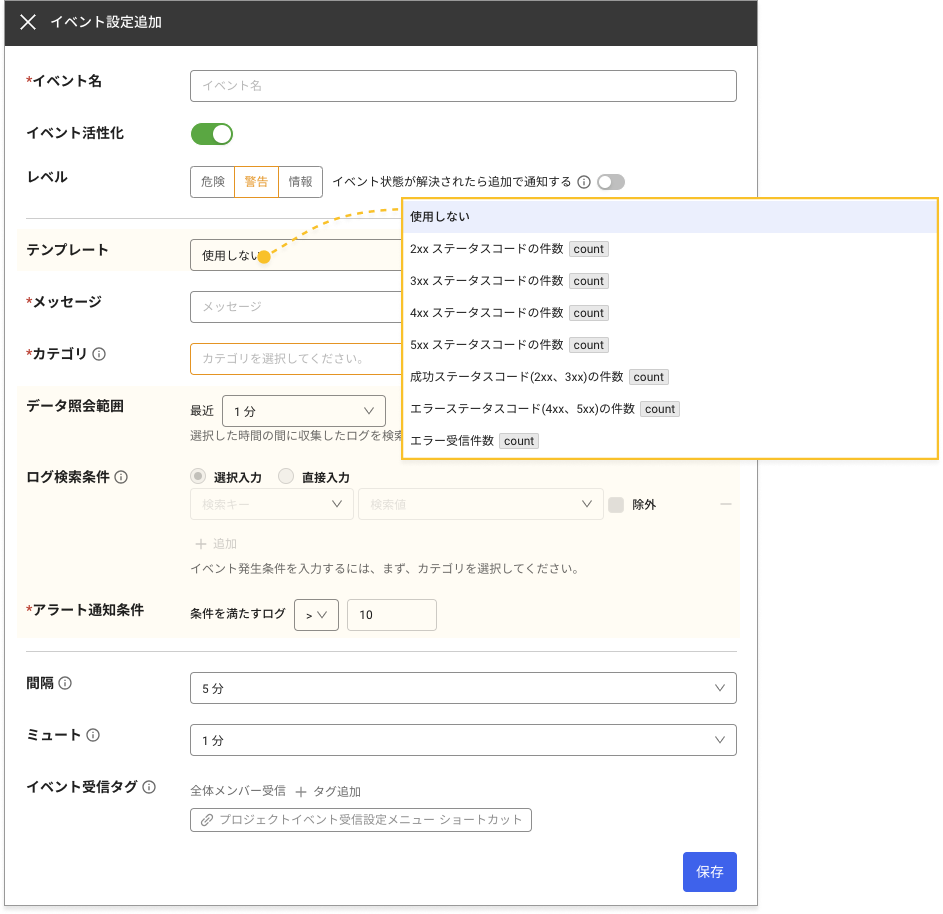 イベント設定追加
*イベント名
イベント名
イベント活性化
レベル
危険 警告 情報 イベント状態が解決されたら追加で通知する
テンプレート
使用しない
使用しない
2xx ステータスコードの件数 count
3xx ステータスコードの件数 count
4xx ステータスコードの件数 count
5xx ステータスコードの件数 count
成功ステータスコード(2xx、3xx)の件数 count
エラーステータスコード(4xx、5xx)の件数 count
エラー受信件数 count
*メッセージ
メッセージ
*カテゴリ
カテゴリを選択してください。
データ照会範囲
最近 1 分
選択した時間の間に収集したログを検索
ログ検索条件
選択入力 直接入力
検索キー 検索値 除外
+ 追加
イベント発生条件を入力するには、まず、カテゴリを選択してください。
*アラート通知条件
条件を満たすログ > 10
間隔
5 分
ミュート
1 分
イベント受信タグ
全体メンバー受信 + タグ追加
プロジェクトイベント受信設定メニュー ショートカット
保存